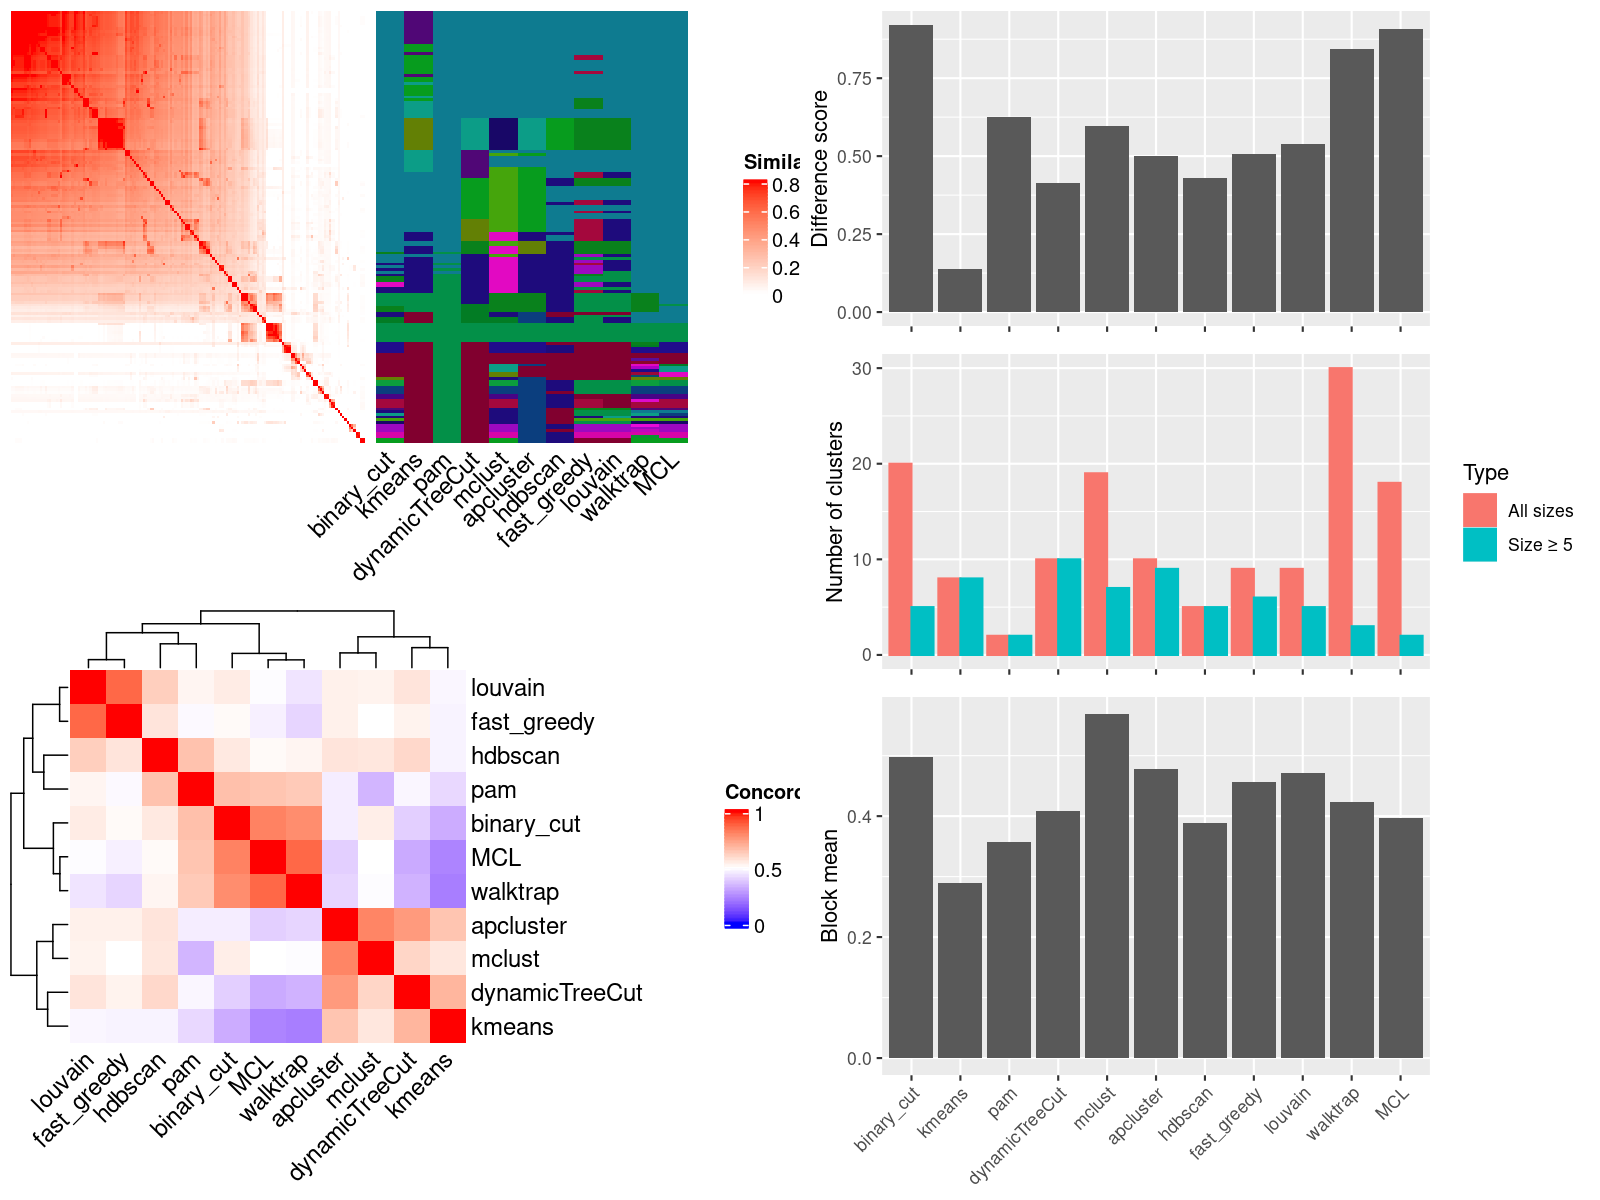 Simila
0.8
0.6
0.4
0.2
0
binary_cut
kmeans
pam
dynamicTreeCut
mclust
apcluster
hdbscan
fast_greedy
louvain
walktrap
MCL
Difference score
0.75
0.50
0.25
0.00
Number of clusters
30
20
10
0
Type
All sizes
Size ≥ 5
louvain
fast_greedy
hdbscan
pam
binary_cut
MCL
walktrap
apcluster
mclust
dynamicTreeCut
kmeans
louvain
fast_greedy
hdbscan
pam
binary_cut
MCL
walktrap
apcluster
mclust
dynamicTreeCut
kmeans
Concord
1
0.5
0
Block mean
0.4
0.2
0.0
binary_cut
kmeans
pam
dynamicTreeCut
mclust
apcluster
hdbscan
fast_greedy
louvain
walktrap
MCL